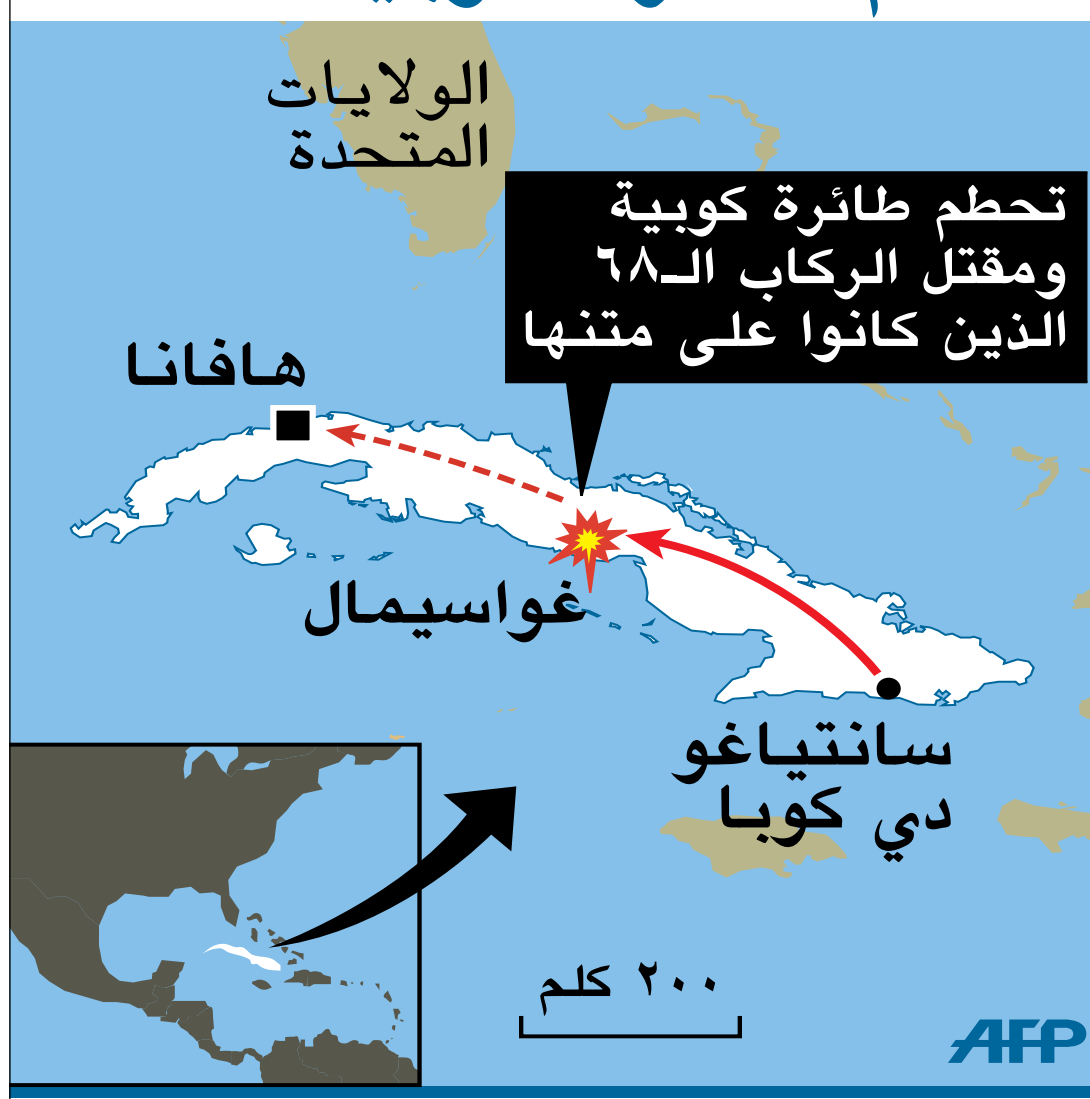 الولايات
المتحدة
تحطم طائرة كوبية
ومقتل الركاب الـ٦٨
الذين كانوا على متنها
هافانا
غواسيمال
سانتياغو
دي كوبا
٢٠٠ كلم
AFP